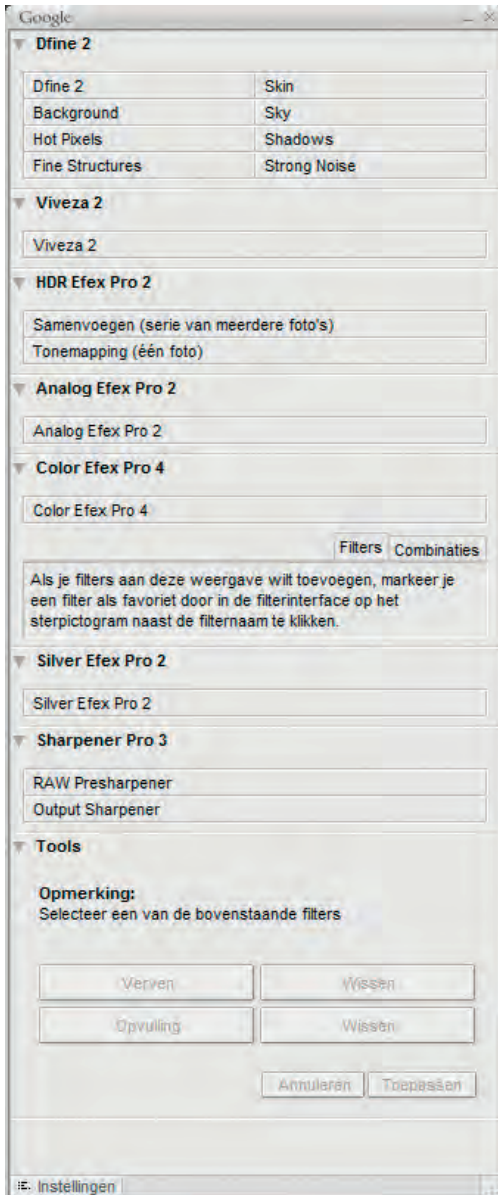 Google
Dfine 2
Dfine 2 Skin
Background Sky
Hot Pixels Shadows
Fine Structures Strong Noise
Viveza 2
Viveza 2
HDR Efex Pro 2
Samenvoegen (serie van meerdere foto's)
Tonemapping (één foto)
Analog Efex Pro 2
Analog Efex Pro 2
Color Efex Pro 4
Color Efex Pro 4
Filters Combinaties
Als je filters aan deze weergave wilt toevoegen, markeer je
een filter als favoriet door in de filterinterface op het
sterpictogram naast de filternaam te klikken.
Silver Efex Pro 2
Silver Efex Pro 2
Sharpener Pro 3
RAW Presharpener
Output Sharpener
Tools
Opmerking:
Selecteer een van de bovenstaande filters
Verven Wissen
Opvulling Wissen
Annuleren Toepassen
Instellingen